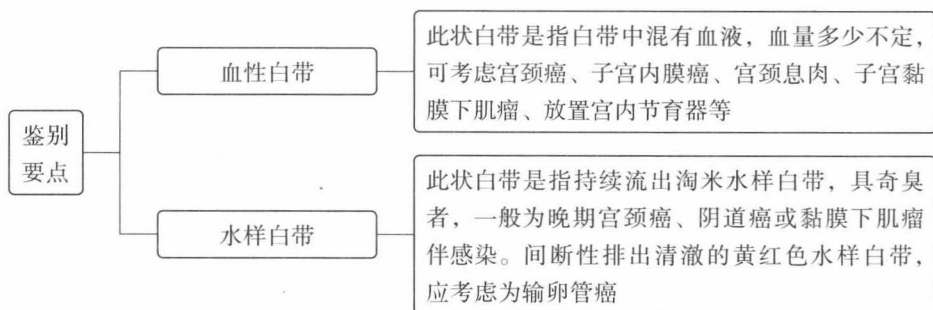 鉴别
要点
血性白带
此状白带是指白带中混有血液，血量多少不定，
可考虑宫颈癌、子宫内膜癌、宫颈息肉、子宫黏
膜下肌瘤、放置宫内节育器等
水样白带
此状白带是指持续流出淘米水样白带，具奇臭
者，一般为晚期宫颈癌、阴道癌或黏膜下肌瘤
伴感染。间断性排出清澈的黄红色水样白带，
应考虑为输卵管癌